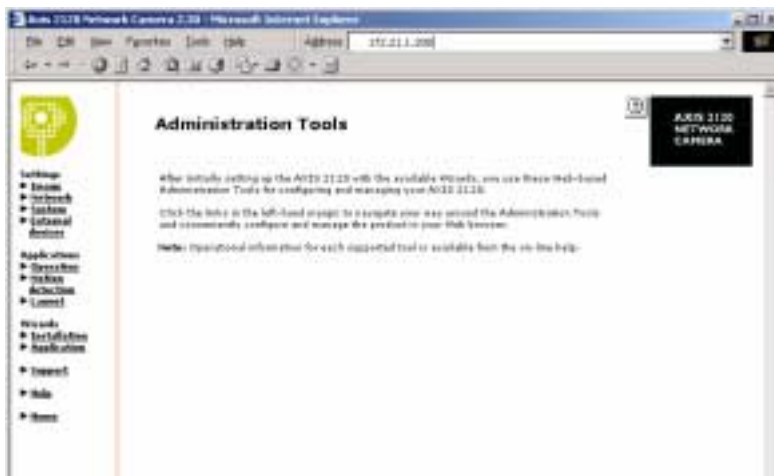 Axis 2120 Network Camera 2.30 - Microsoft Internet Explorer
File Edit View Favorites Tools Help Address
Administration Tools
AXIS 2120
NETWORK
CAMERA
After initially setting up the AXIS 2120 with the available Wizards, you use these Web-based
Administration Tools for configuring and managing your AXIS 2120.
Click the links in the left-hand margin to navigate your way around the Administration Tools
and conveniently configure and manage the product in your Web browser.
Note: Operational information for each supported tool is available from the on-line help.
Settings
Image
Network
System
External
devices
Applications
Operation
Motion
detection
Layout
Wizards
Installation
Application
Support
Help
Home